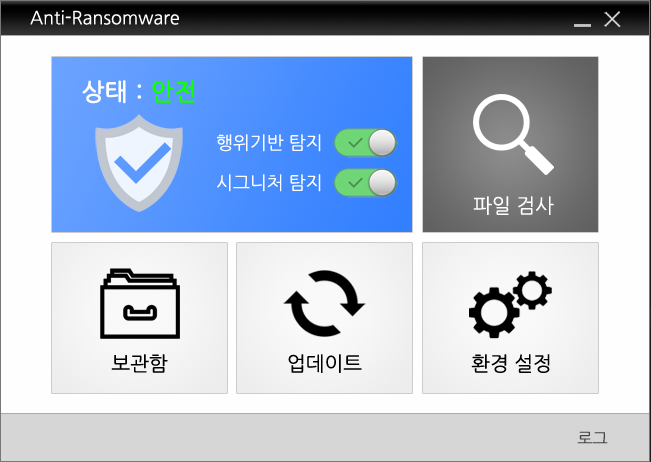 Anti-Ransomware
상태 : 안전
행위기반 탐지
시그니처 탐지
파일 검사
보관함
업데이트
환경 설정
로그